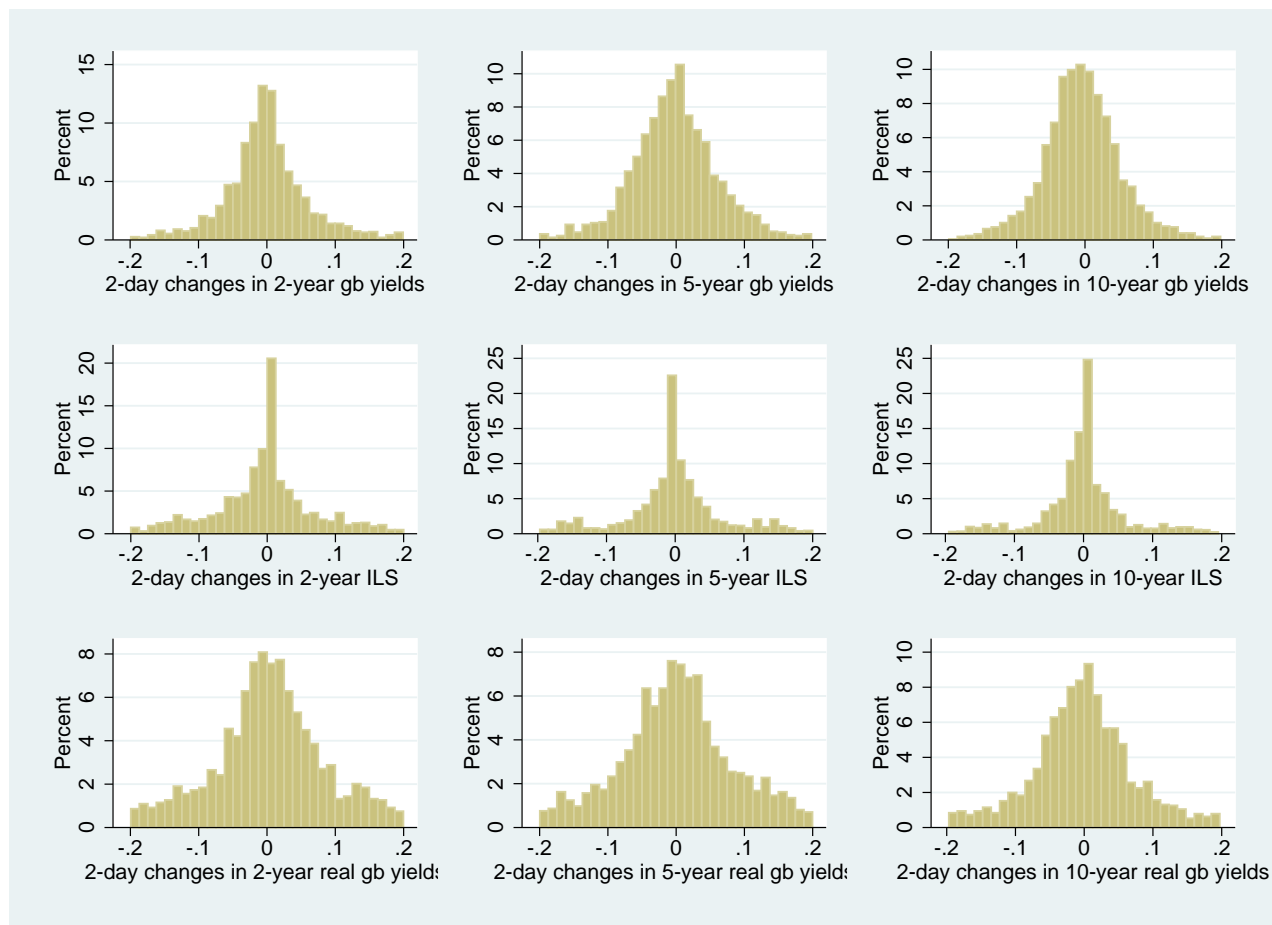 Percent
15
10
5
0
-.2 -.1 0 .1 .2
2-day changes in 2-year gb yields
Percent
10
8
6
4
2
0
-.2 -.1 0 .1 .2
2-day changes in 5-year gb yields
Percent
10
8
6
4
2
0
-.2 -.1 0 .1 .2
2-day changes in 10-year gb yields
Percent
20
15
10
5
0
-.2 -.1 0 .1 .2
2-day changes in 2-year ILS
Percent
25
20
15
10
5
0
-.2 -.1 0 .1 .2
2-day changes in 5-year ILS
Percent
25
20
15
10
5
0
-.2 -.1 0 .1 .2
2-day changes in 10-year ILS
Percent
8
6
4
2
0
-.2 -.1 0 .1 .2
2-day changes in 2-year real gb yields
Percent
8
6
4
2
0
-.2 -.1 0 .1 .2
2-day changes in 5-year real gb yields
Percent
10
8
6
4
2
0
-.2 -.1 0 .1 .2
2-day changes in 10-year real gb yields